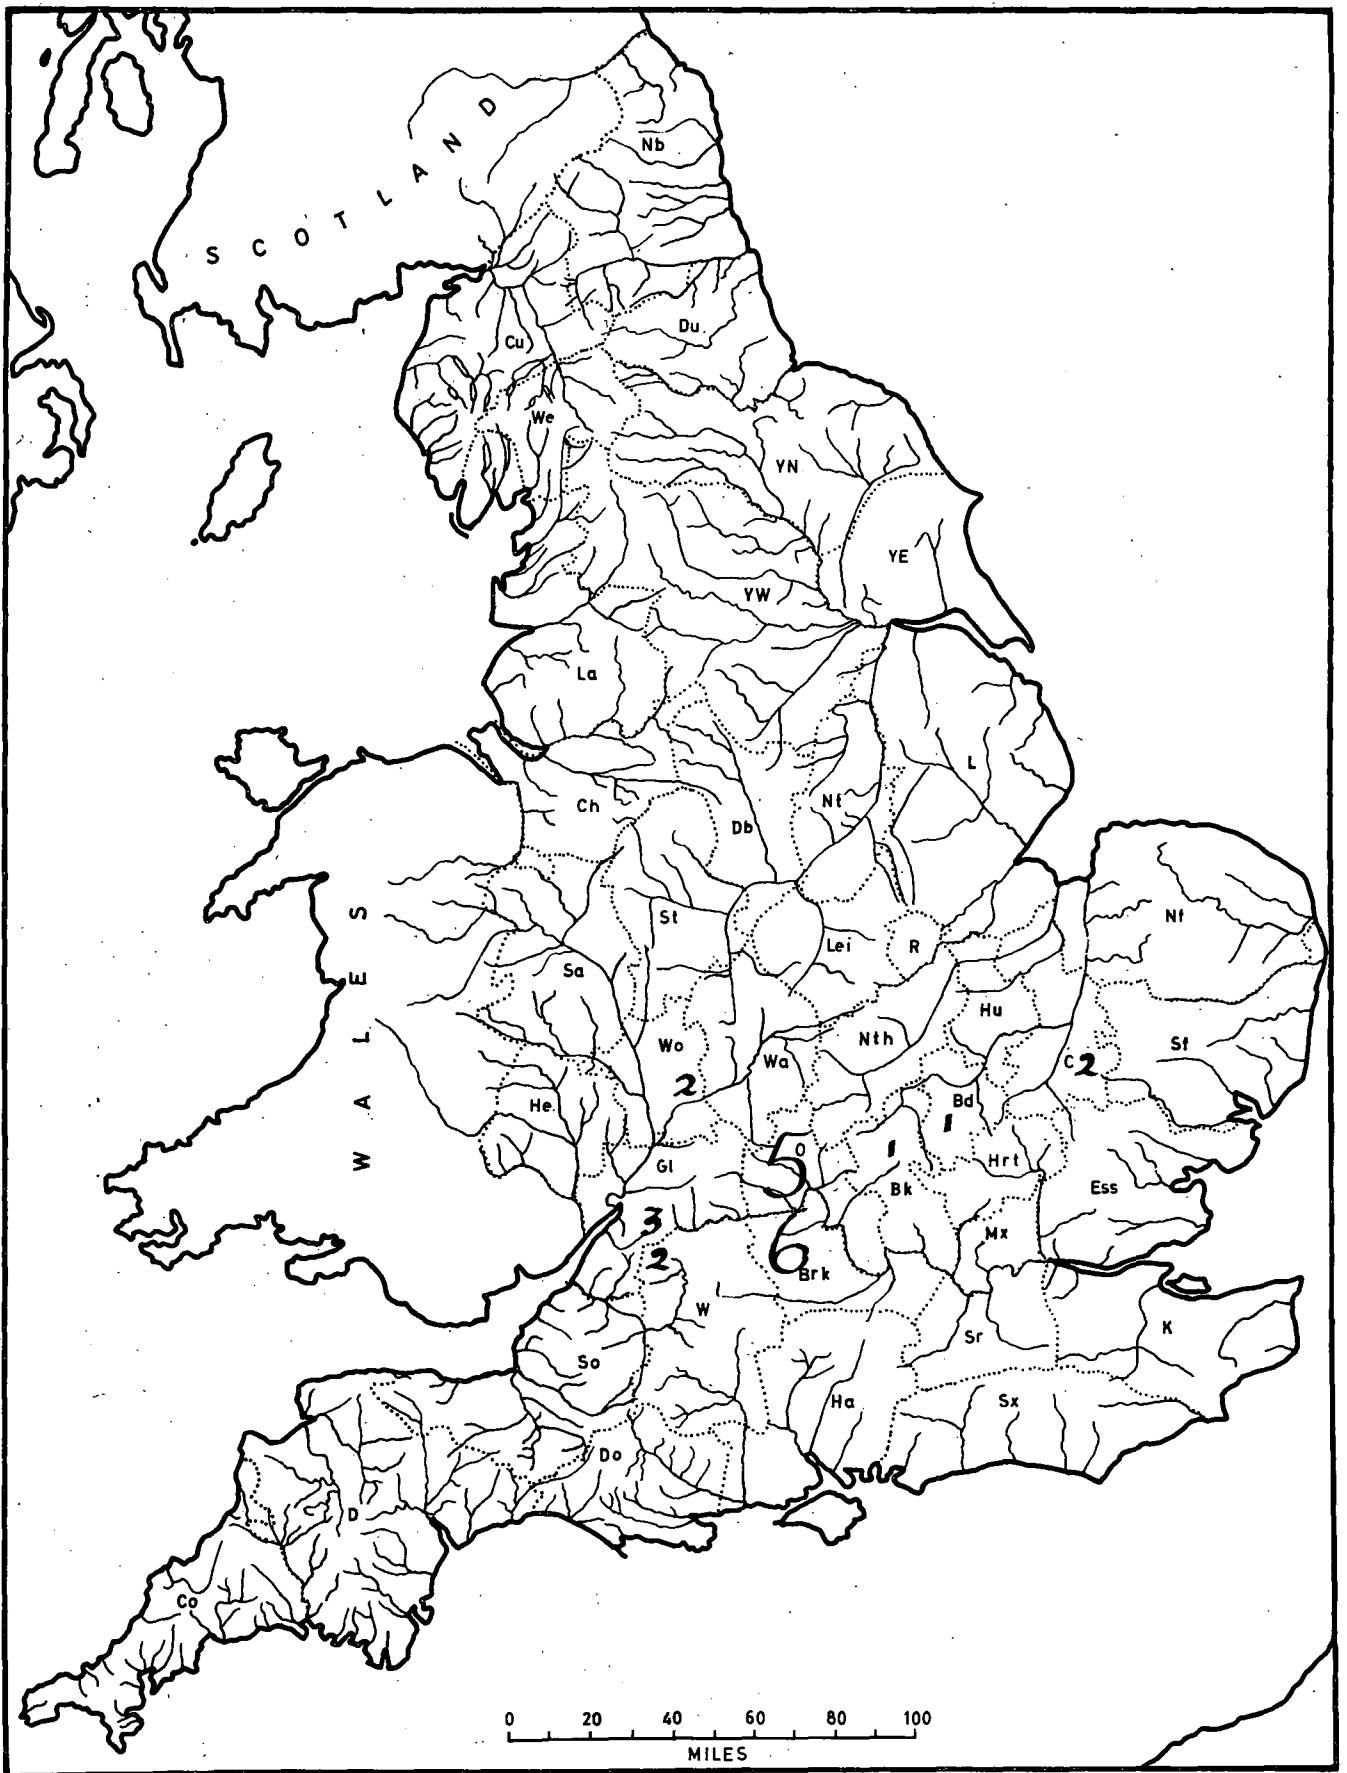 SCOTLAND
Nb
Cu
Du
We
YN
YE
YW
La
L
Ch
Nt
Db
St
Nf
Lei
R
Sa
WALES
Hu
Wo
Nth
Wa
Sf
C 2
2
He
Bd
1
1
O
5
Hrt
Gl
Bk
Ess
3
Mx
2
6
Brk
W
K
Sr
So
Ha
Sx
Do
D
Co
0 20 40 60 80 100
MILES